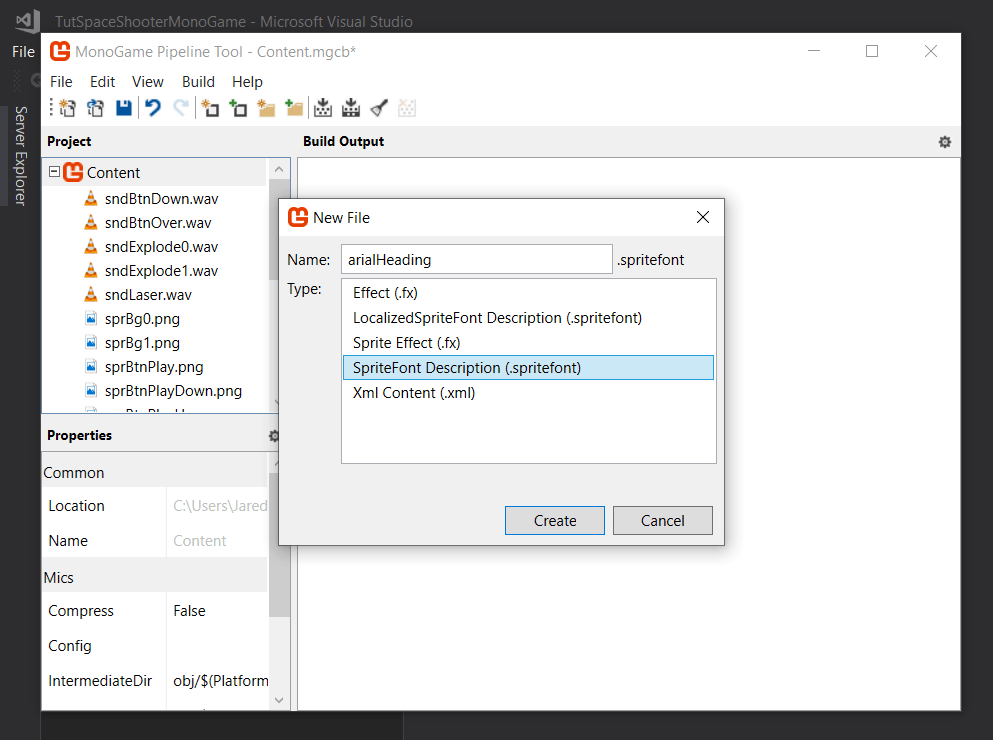 TutSpaceShooterMonoGame - Microsoft Visual Studio
File
Server Explorer
MonoGame Pipeline Tool - Content.mgcb*
File Edit View Build Help
Project
Content
sndBtnDown.wav
sndBtnOver.wav
sndExplode0.wav
sndExplode1.wav
sndLaser.wav
sprBg0.png
sprBg1.png
sprBtnPlay.png
sprBtnPlayDown.png
Properties
Common
Location C:\Users\Jared
Name Content
Mics
Compress False
Config
IntermediateDir obj/$(Platform
Build Output
New File
Name: arialHeading .spritefont
Type:
Effect (.fx)
LocalizedSpriteFont Description (.spritefont)
Sprite Effect (.fx)
SpriteFont Description (.spritefont)
Xml Content (.xml)
Create Cancel